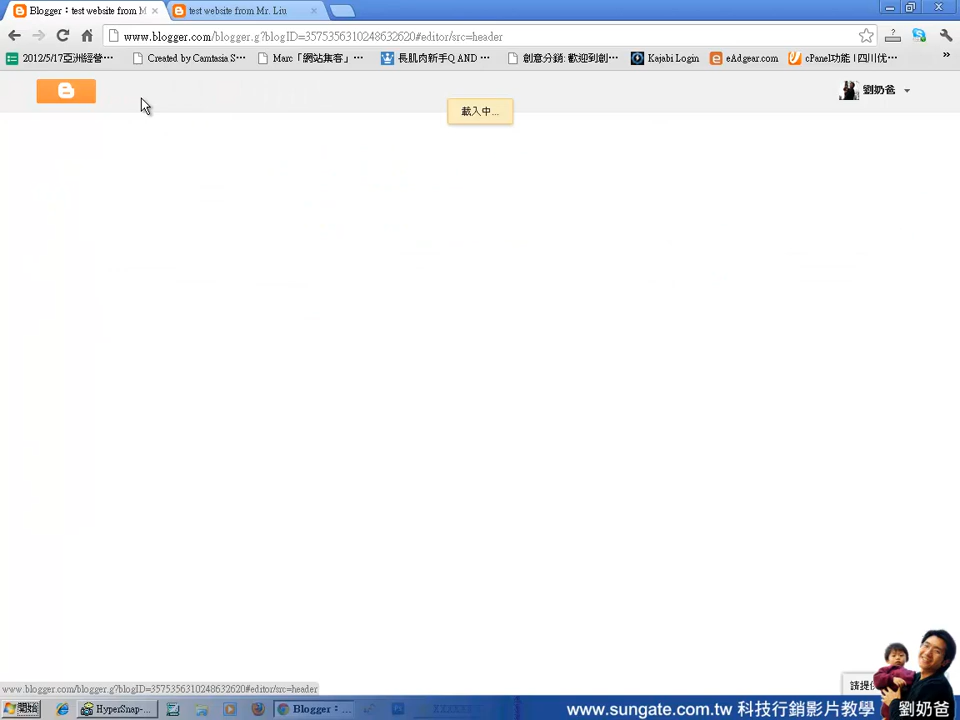 Blogger：test website from M
test website from Mr. Liu
www.blogger.com/blogger.g?blogID=3575356310248632620#editor/src=header
2012/5/17亞洲經營…
Created by Camtasia S…
Marc「網站集客」…
長肌肉新手Q AND …
創意分銷: 歡迎到創…
Kajabi Login
eAdgear.com
cPanel功能 | 四川优…
»
劉奶爸
載入中...
www.blogger.com/blogger.g?blogID=3575356310248632620#editor/src=header
請提供
開始
HyperSnap-…
Blogger：…
www.sungate.com.tw 科技行銷影片教學
劉奶爸